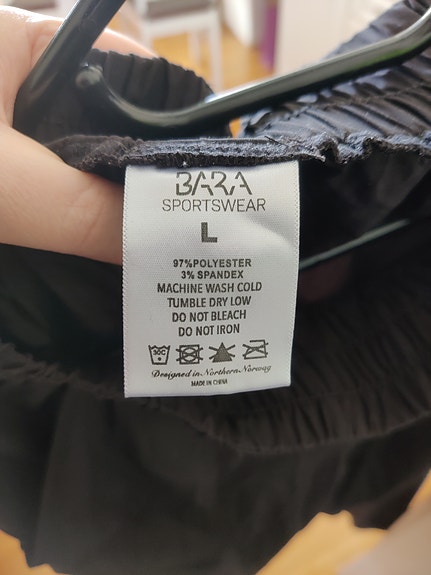 BARA
SPORTSWEAR
L
97%POLYESTER
3% SPANDEX
MACHINE WASH COLD
TUMBLE DRY LOW
DO NOT BLEACH
DO NOT IRON
30C
Designed in Northern Norway
MADE IN CHINA